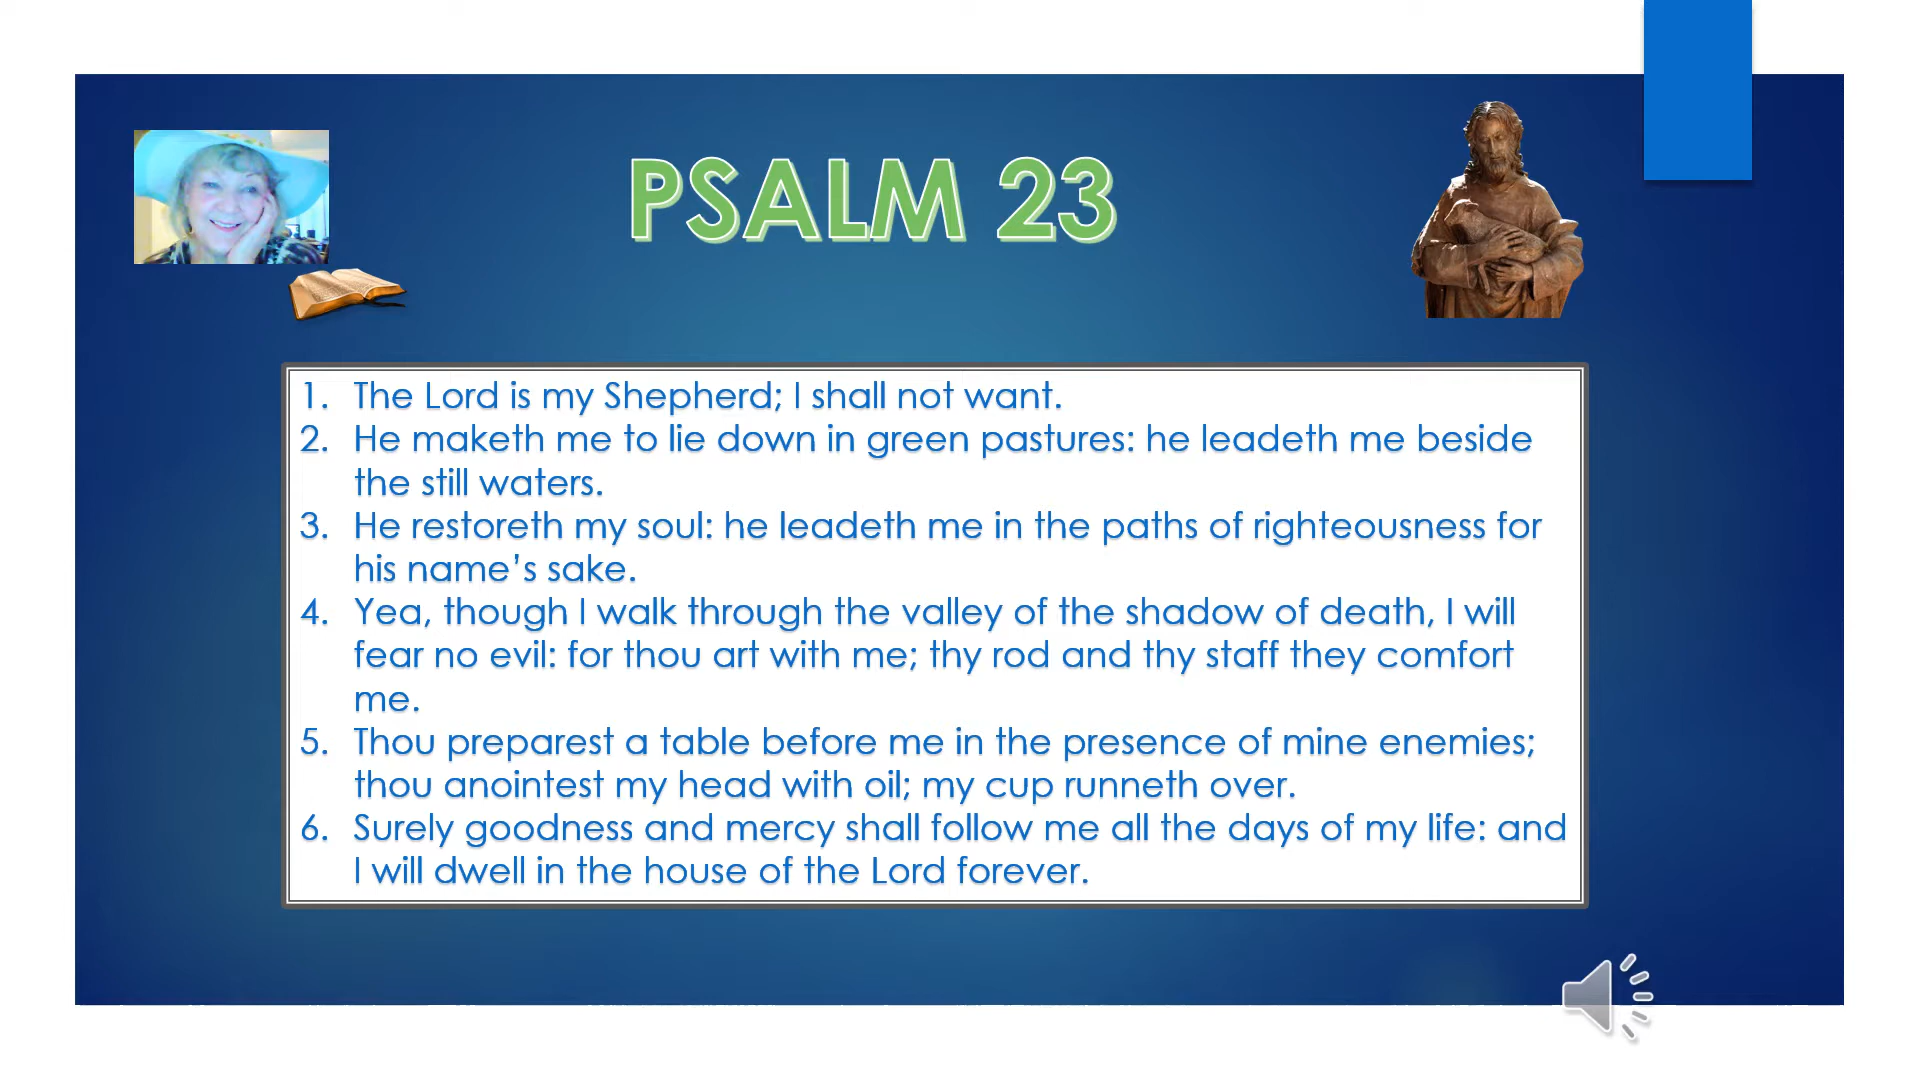 PSALM 23
1. The Lord is my Shepherd; I shall not want.
2. He maketh me to lie down in green pastures: he leadeth me beside
the still waters.
3. He restoreth my soul: he leadeth me in the paths of righteousness for
his name’s sake.
4. Yea, though I walk through the valley of the shadow of death, I will
fear no evil: for thou art with me; thy rod and thy staff they comfort
me.
5. Thou preparest a table before me in the presence of mine enemies;
thou anointest my head with oil; my cup runneth over.
6. Surely goodness and mercy shall follow me all the days of my life: and
I will dwell in the house of the Lord forever.